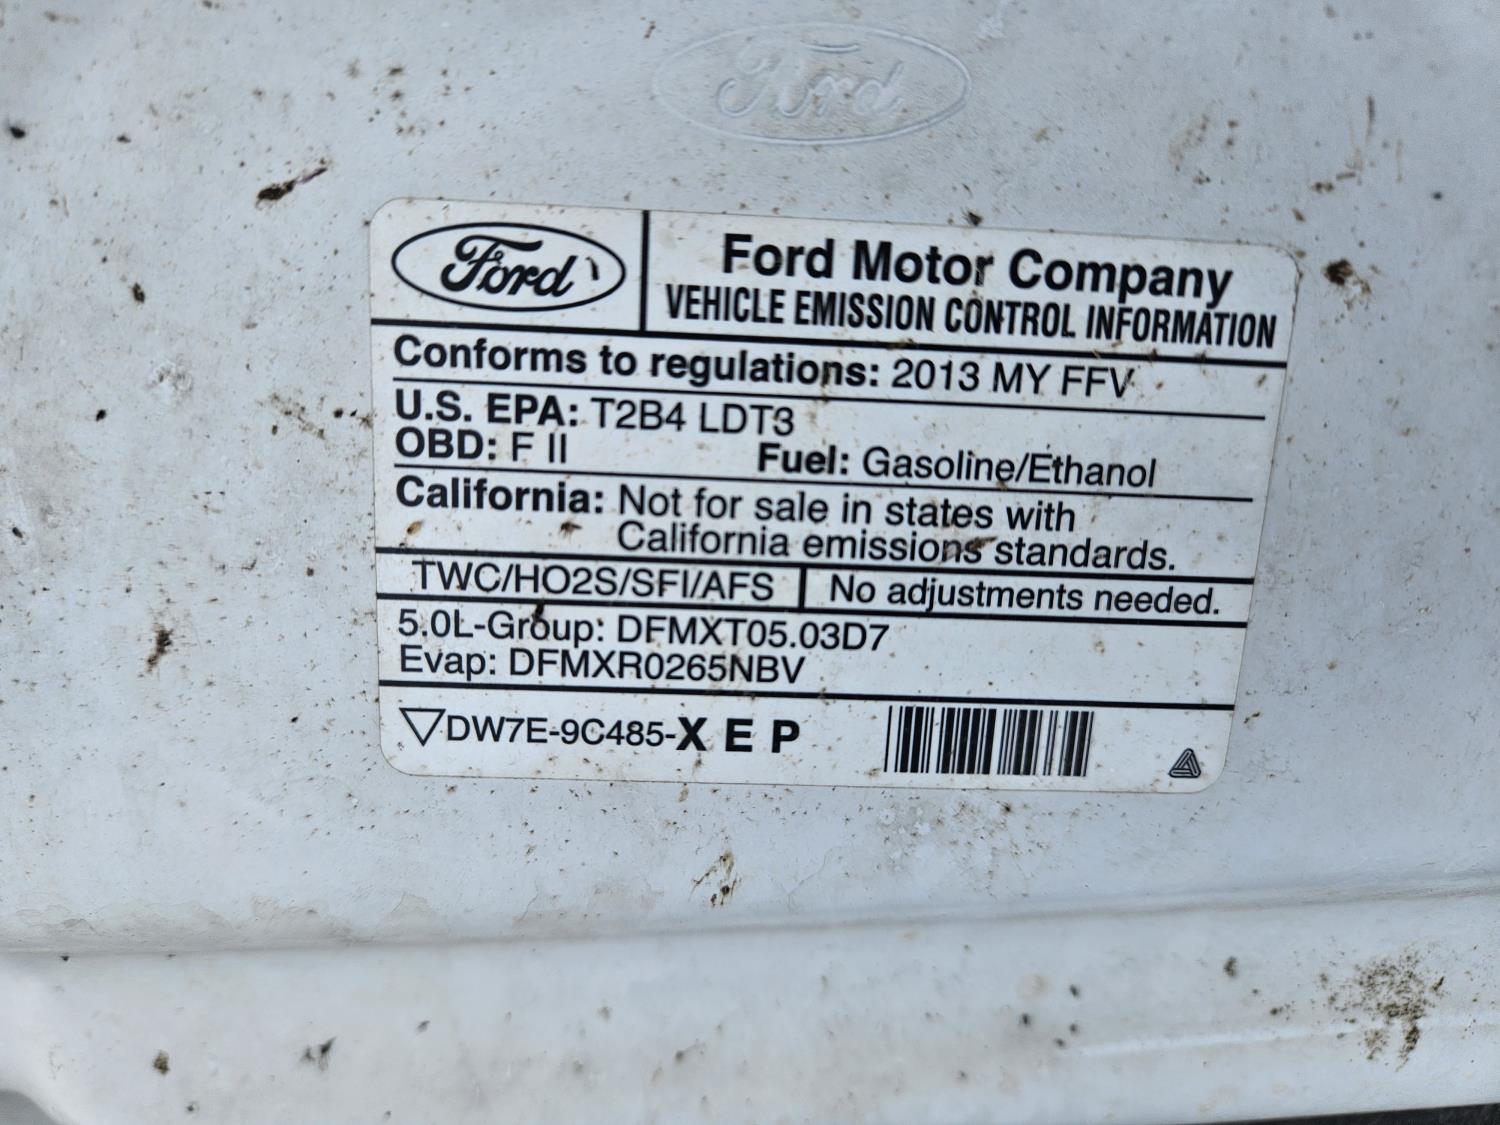 Ford
Ford
Ford Motor Company
VEHICLE EMISSION CONTROL INFORMATION
Conforms to regulations: 2013 MY FFV
U.S. EPA: T2B4 LDT3
OBD: F II Fuel: Gasoline/Ethanol
California: Not for sale in states with
California emissions standards.
TWC/HO2S/SFI/AFS No adjustments needed.
5.0L-Group: DFMXT05.03D7
Evap: DFMXR0265NBV
DW7E-9C485-X E P